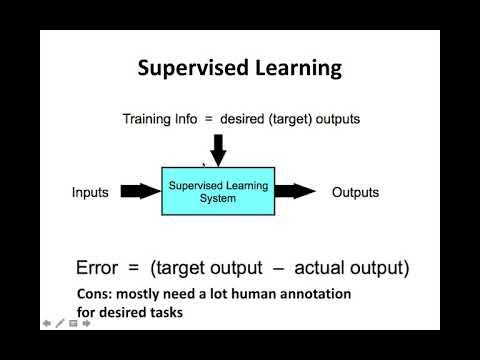 Supervised Learning
Training Info = desired (target) outputs
Inputs
Supervised Learning
System
Outputs
Error = (target output – actual output)
Cons: mostly need a lot human annotation
for desired tasks